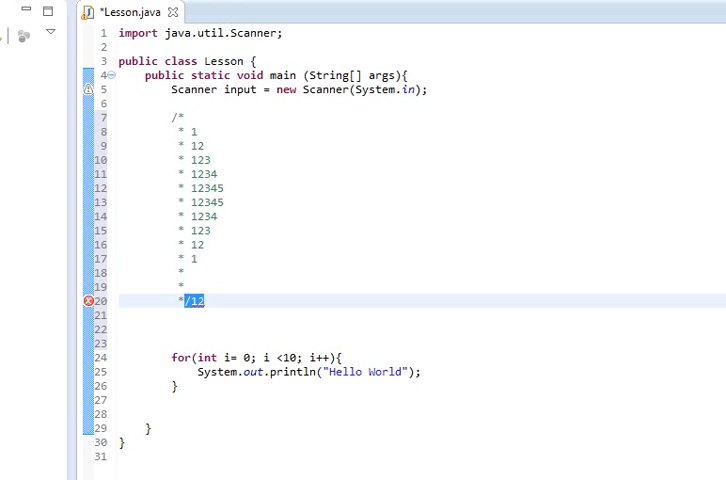 *Lesson.java
1 import java.util.Scanner;
2
3 public class Lesson {
4 public static void main (String[] args){
5 Scanner input = new Scanner(System.in);
6
7 /*
8 * 1
9 * 12
10 * 123
11 * 1234
12 * 12345
13 * 12345
14 * 1234
15 * 123
16 * 12
17 * 1
18 *
19 *
20 */12
21
22
23
24 for(int i= 0; i <10; i++){
25 System.out.println("Hello World");
26 }
27
28
29 }
30 }
31